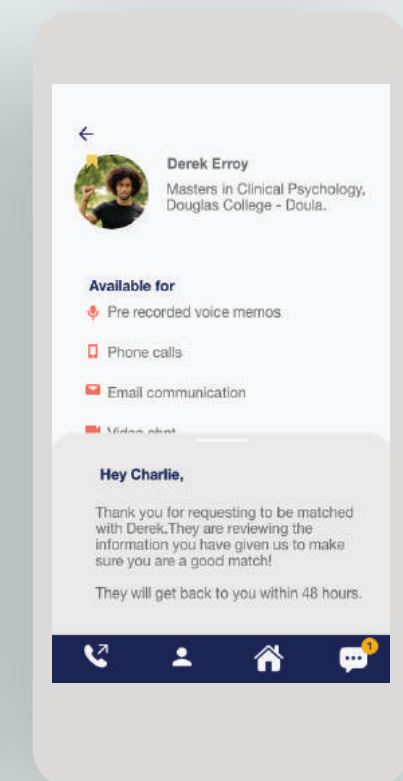 Derek Erroy
Masters in Clinical Psychology,
Douglas College - Doula.
Available for
Pre recorded voice memos
Phone calls
Email communication
Video chat
Hey Charlie,
Thank you for requesting to be matched
with Derek.They are reviewing the
information you have given us to make
sure you are a good match!
They will get back to you within 48 hours.
1